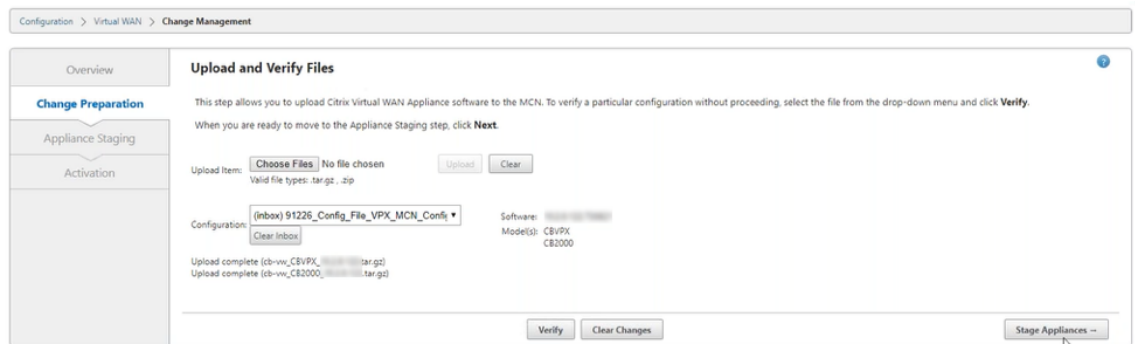 Configuration > Virtual WAN > Change Management
Overview
Change Preparation
Appliance Staging
Activation
Upload and Verify Files
This step allows you to upload Citrix Virtual WAN Appliance software to the MCN. To verify a particular configuration without proceeding, select the file from the drop-down menu and click Verify.
When you are ready to move to the Appliance Staging step, click Next.
Upload Item: Choose Files No file chosen Upload Clear
Valid file types: .tar.gz , .zip
Configuration: (inbox) 91226_Config_File_VPX_MCN_Config
Clear Inbox
Software:
Model(s): CBVPX
CB2000
Upload complete (cb-vw_CBVPX_ tar.gz)
Upload complete (cb-vw_CB2000_ .tar.gz)
Verify Clear Changes Stage Appliances →